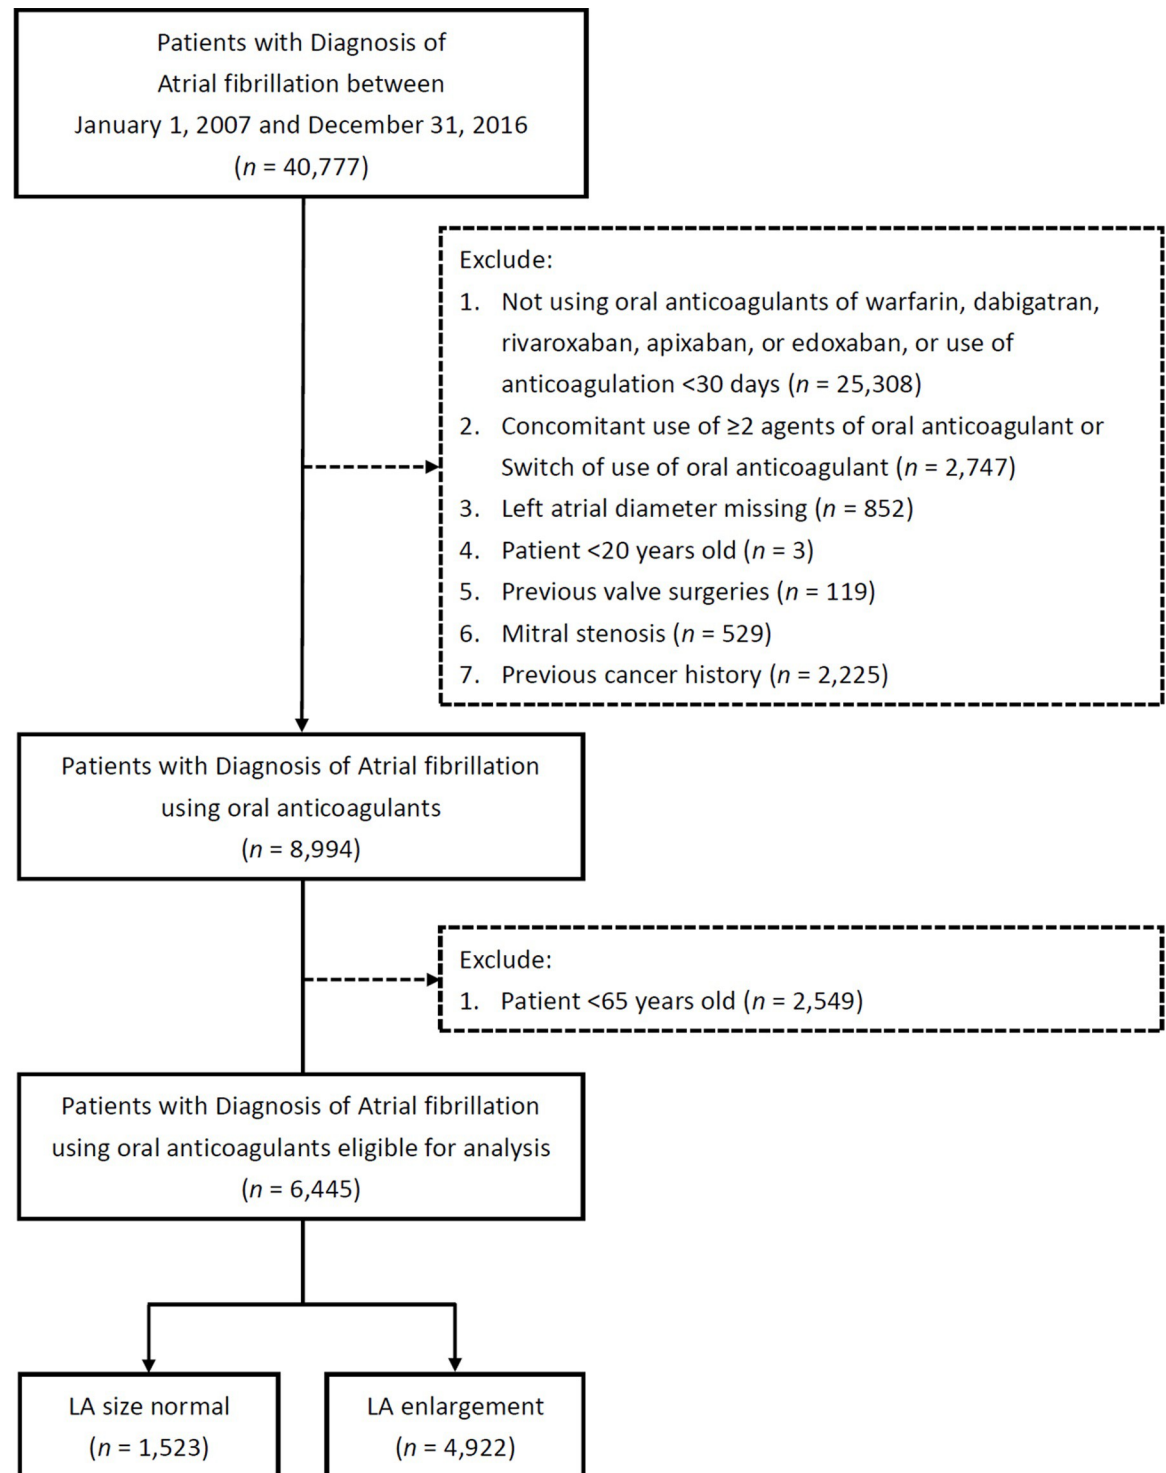 Patients with Diagnosis of
Atrial fibrillation between
January 1, 2007 and December 31, 2016
(n = 40,777)
Exclude:
1. Not using oral anticoagulants of warfarin, dabigatran,
rivaroxaban, apixaban, or edoxaban, or use of
anticoagulation <30 days (n = 25,308)
2. Concomitant use of ≥2 agents of oral anticoagulant or
Switch of use of oral anticoagulant (n = 2,747)
3. Left atrial diameter missing (n = 852)
4. Patient <20 years old (n = 3)
5. Previous valve surgeries (n = 119)
6. Mitral stenosis (n = 529)
7. Previous cancer history (n = 2,225)
Patients with Diagnosis of Atrial fibrillation
using oral anticoagulants
(n = 8,994)
Exclude:
1. Patient <65 years old (n = 2,549)
Patients with Diagnosis of Atrial fibrillation
using oral anticoagulants eligible for analysis
(n = 6,445)
LA size normal
(n = 1,523)
LA enlargement
(n = 4,922)